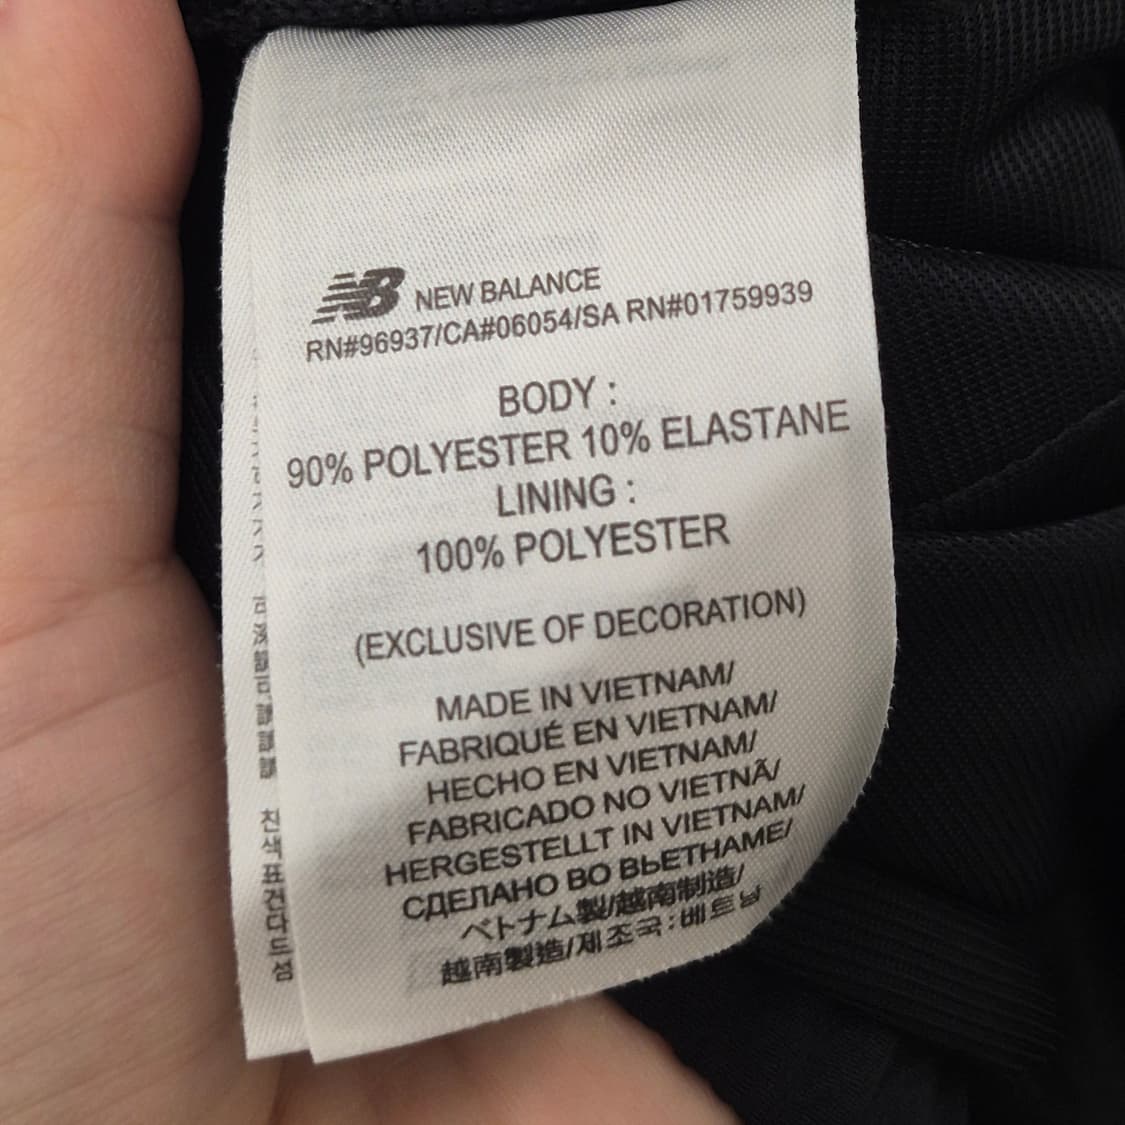 NB NEW BALANCE
RN#96937/CA#06054/SA RN#01759939
BODY :
90% POLYESTER 10% ELASTANE
LINING :
100% POLYESTER
(EXCLUSIVE OF DECORATION)
MADE IN VIETNAM/
FABRIQUÉ EN VIETNAM/
HECHO EN VIETNAM/
FABRICADO NO VIETNÃ/
HERGESTELLT IN VIETNAM/
СДЕЛАНО ВО ВЬЕТНАМЕ/
ベトナム製/越南制造/
越南製造/제조국:베트남